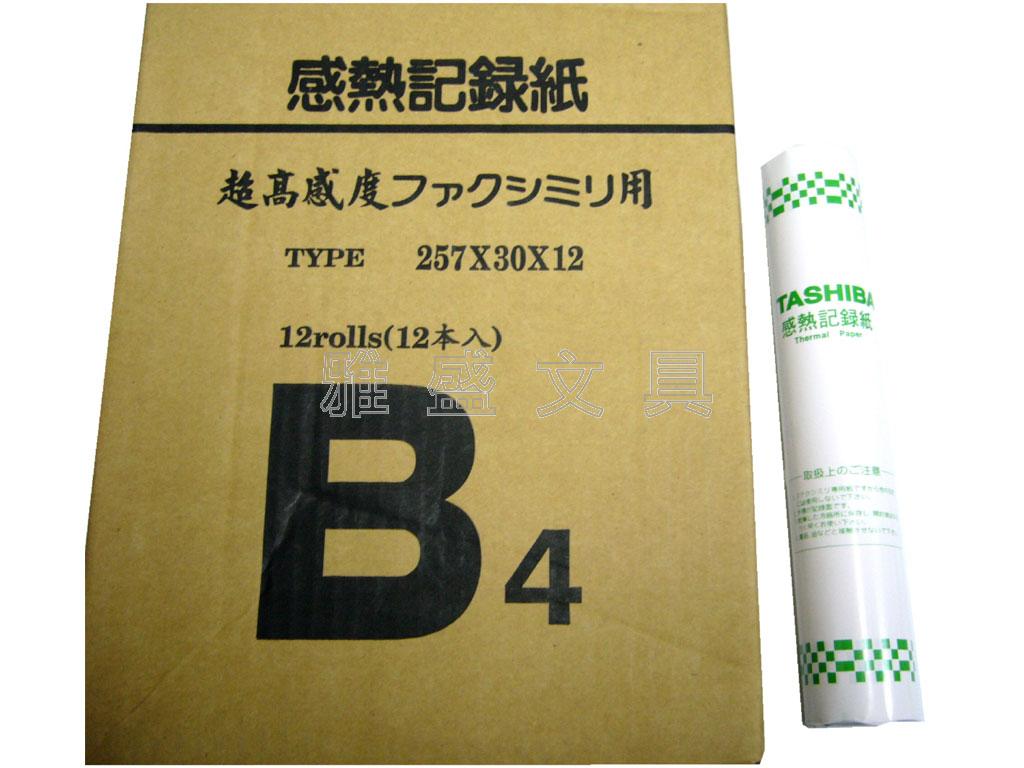 感熱記録紙
超高感度ファクシミリ用
TYPE 257X30X12
12rolls(12本入)
B4
雅盛文具
TASHIBA
感熱記録紙
Thermal Paper
取扱上のご注意